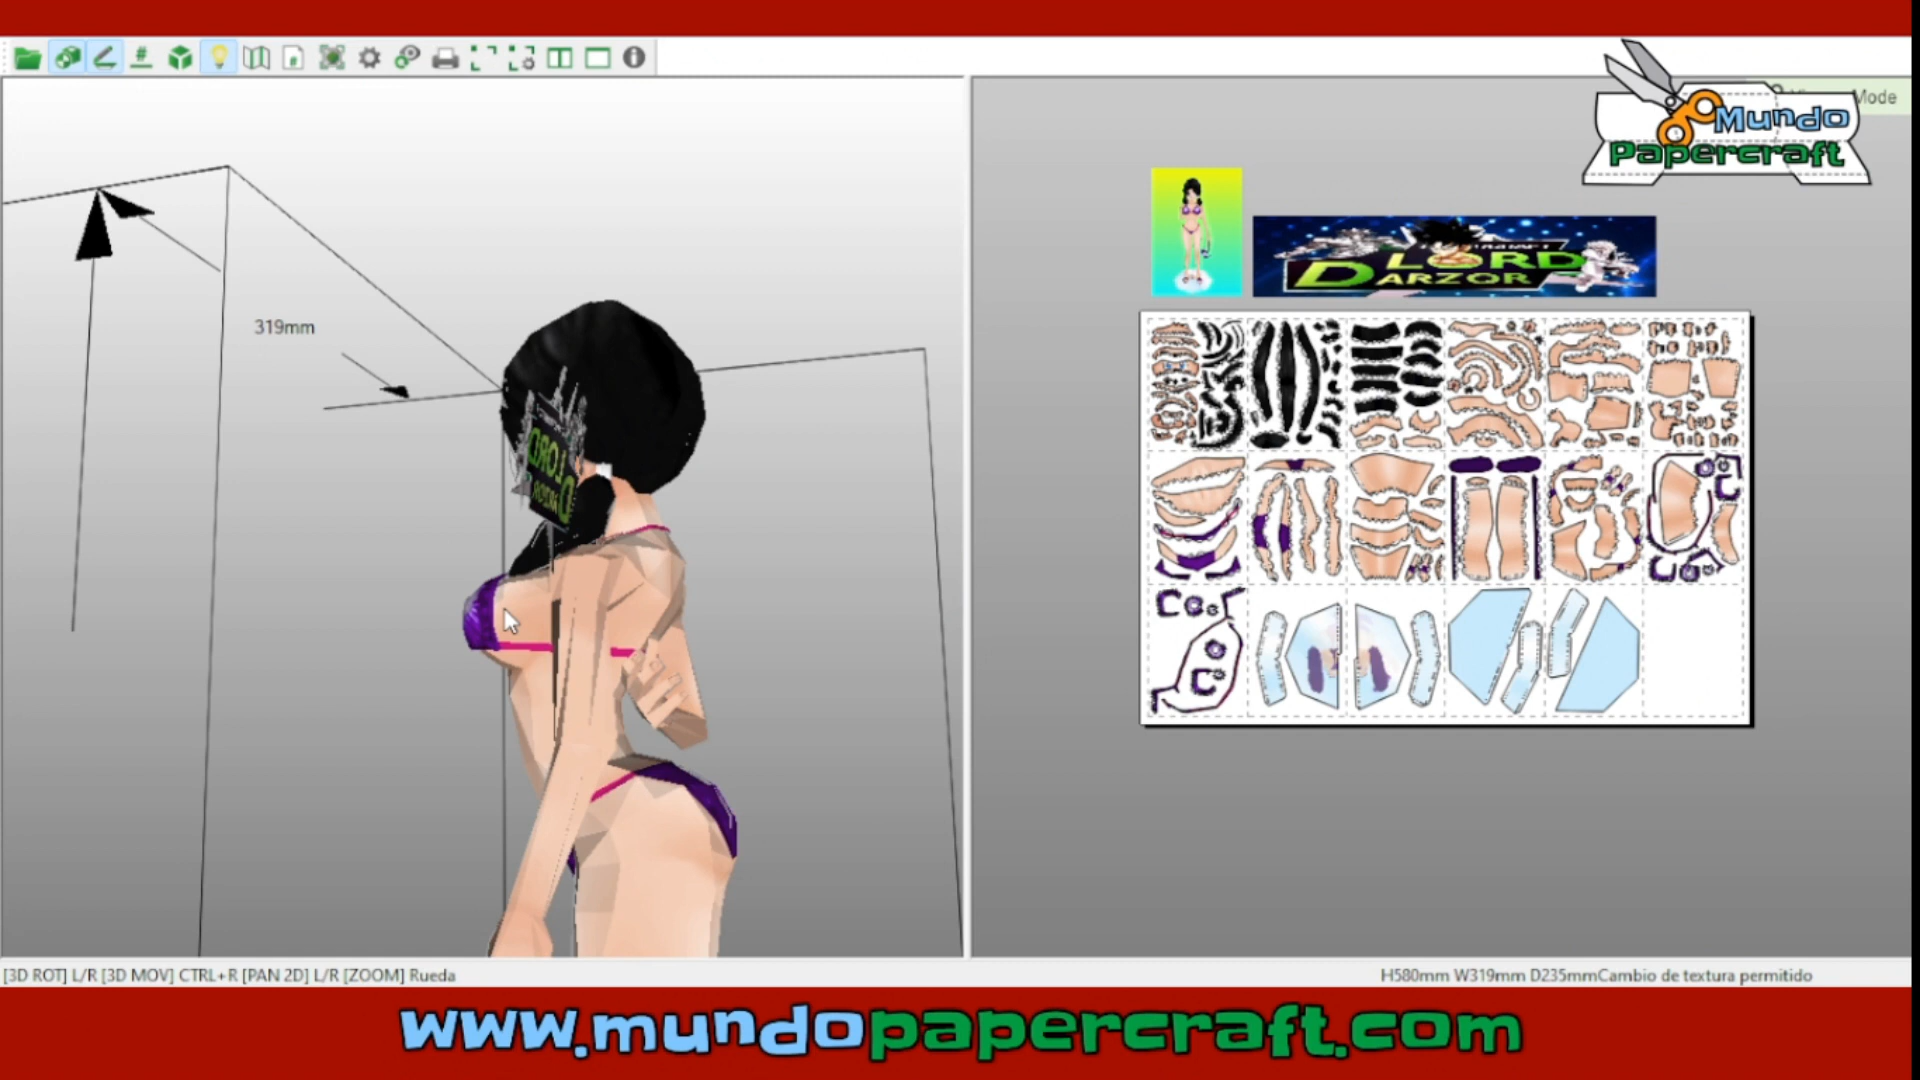 Mode
Mundo
Papercraft
319mm
LORD
DARZOR
LORD
[3D ROT] L/R [3D MOV] CTRL+R [PAN 2D] L/R [ZOOM] Rueda
H580mm W319mm D235mmCambio de textura permitido
www.mundopapercraft.com